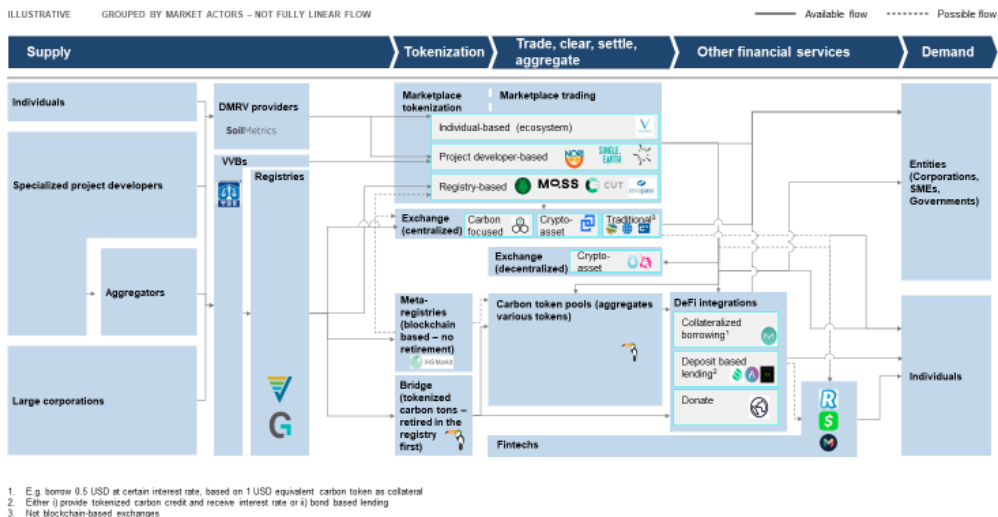 ILLUSTRATIVE
GROUPED BY MARKET ACTORS – NOT FULLY LINEAR FLOW
Available flow
Possible flow
Supply
Tokenization
Trade, clear, settle,
aggregate
Other financial services
Demand
Individuals
Specialized project developers
Aggregators
Large corporations
DMRV providers
SoilMetrics
VVBs
Registries
Marketplace
tokenization
Marketplace trading
Individual-based (ecosystem)
Project developer-based
NORI
SINGLE.
EARTH
Registry-based
MOSS
CUT
Exchange
(centralized)
Carbon
focused
Crypto-
asset
Traditional³
Exchange
(decentralized)
Crypto-
asset
Meta-
registries
(blockchain
based – no
retirement)
IHS Markit
Bridge
(tokenized
carbon tons –
retired in the
registry
first)
Carbon token pools (aggregates
various tokens)
DeFi integrations
Collateralized
borrowing¹
Deposit based
lending²
Donate
Fintechs
Entities
(Corporations,
SMEs,
Governments)
Individuals
1. E.g. borrow 0.5 USD at certain interest rate, based on 1 USD equivalent carbon token as collateral
2. Either i) provide tokenized carbon credit and receive interest rate or ii) bond based lending
3. Not blockchain-based exchanges